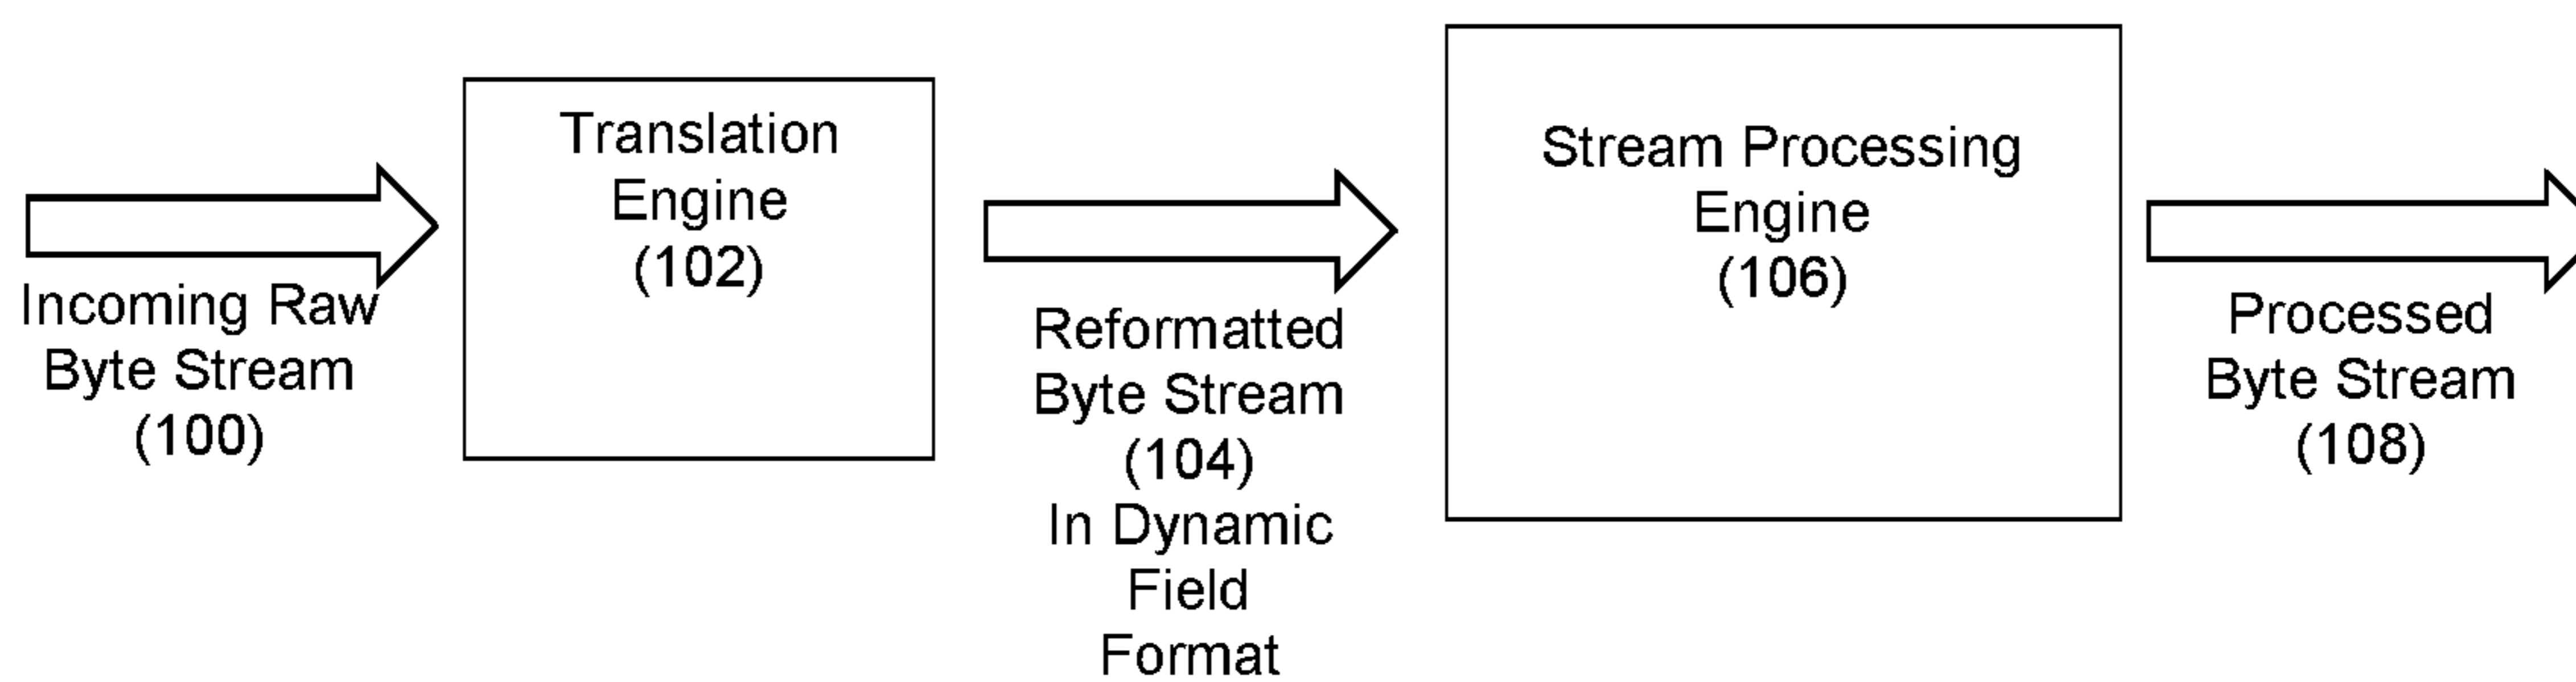 Incoming Raw
Byte Stream
(100)
Translation
Engine
(102)
Reformatted
Byte Stream
(104)
In Dynamic
Field
Format
Stream Processing
Engine
(106)
Processed
Byte Stream
(108)